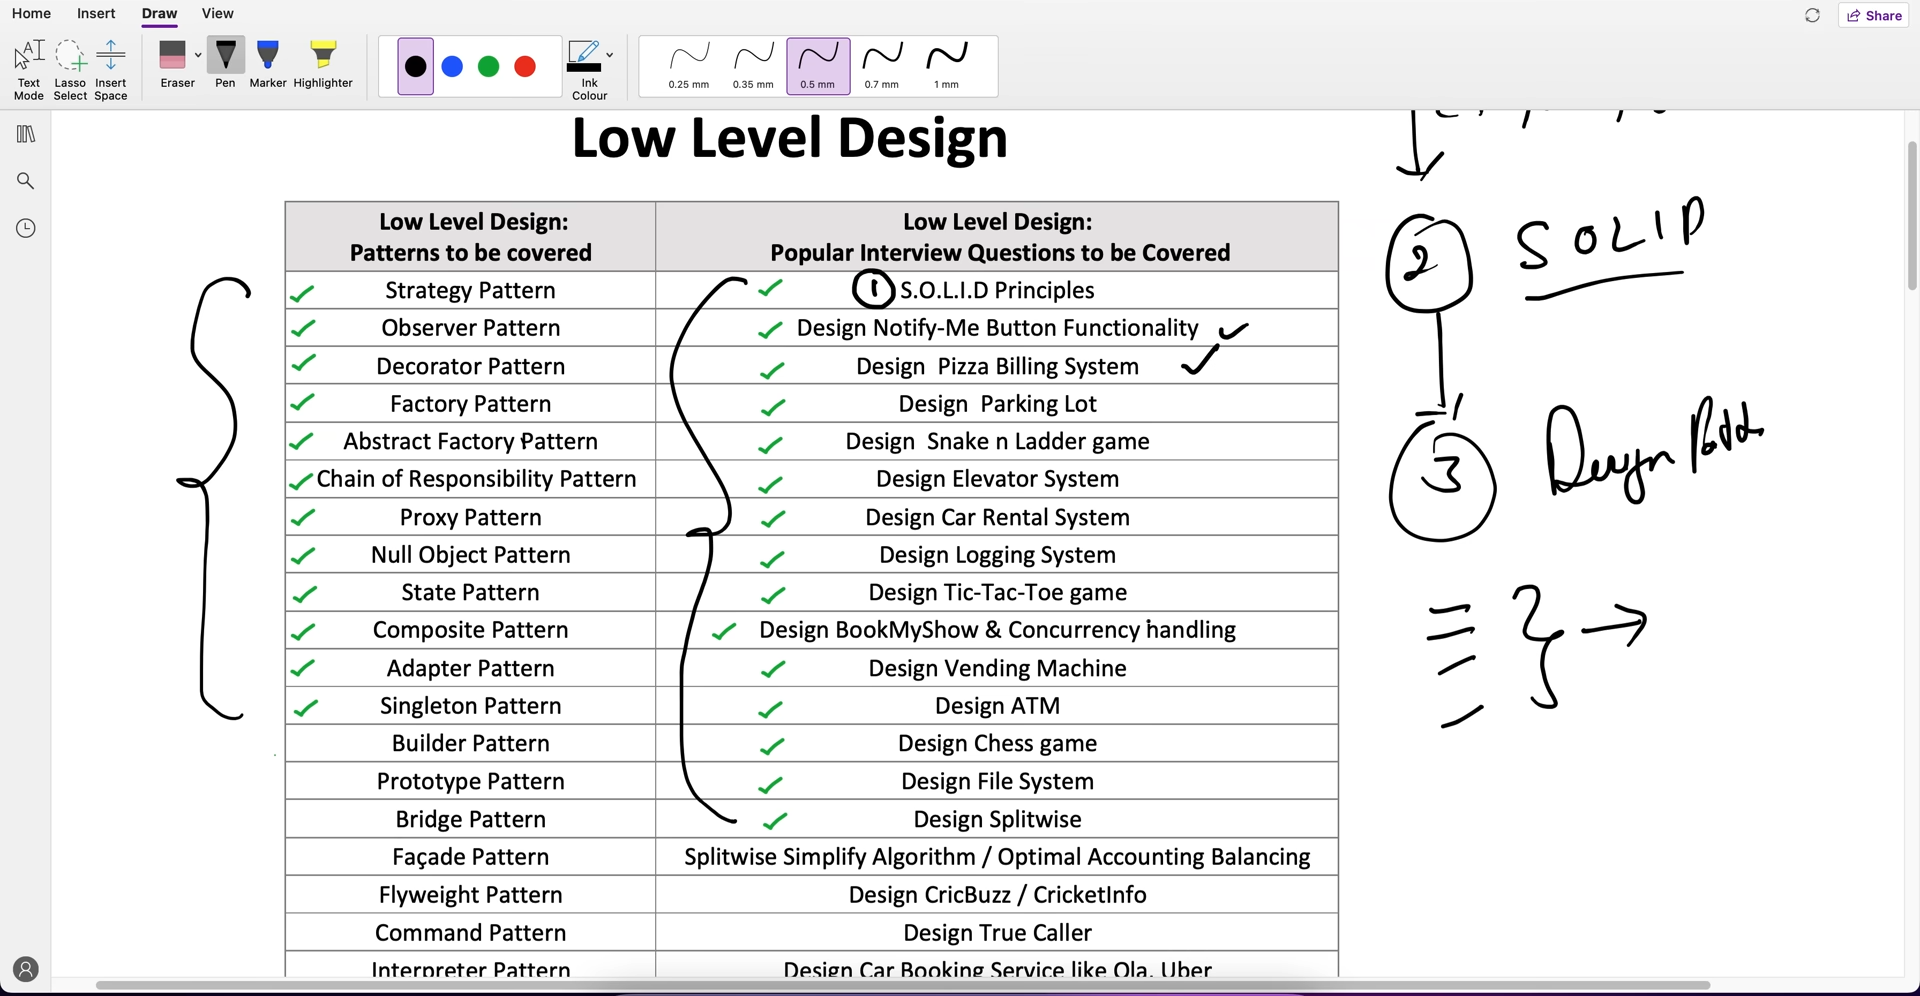 Home Insert Draw View
Share
Text Mode
Lasso Select
Insert Space
Eraser
Pen
Marker
Highlighter
Ink Colour
0.25 mm
0.35 mm
0.5 mm
0.7 mm
1 mm
Low Level Design
Low Level Design:
Patterns to be covered
Low Level Design:
Popular Interview Questions to be Covered
Strategy Pattern
1 S.O.L.I.D Principles
Observer Pattern
Design Notify-Me Button Functionality
Decorator Pattern
Design Pizza Billing System
Factory Pattern
Design Parking Lot
Abstract Factory Pattern
Design Snake n Ladder game
Chain of Responsibility Pattern
Design Elevator System
Proxy Pattern
Design Car Rental System
Null Object Pattern
Design Logging System
State Pattern
Design Tic-Tac-Toe game
Composite Pattern
Design BookMyShow & Concurrency handling
Adapter Pattern
Design Vending Machine
Singleton Pattern
Design ATM
Builder Pattern
Design Chess game
Prototype Pattern
Design File System
Bridge Pattern
Design Splitwise
Façade Pattern
Splitwise Simplify Algorithm / Optimal Accounting Balancing
Flyweight Pattern
Design CricBuzz / CricketInfo
Command Pattern
Design True Caller
Interpreter Pattern
Design Car Booking Service like Ola, Uber
2 SOLID
3 Design